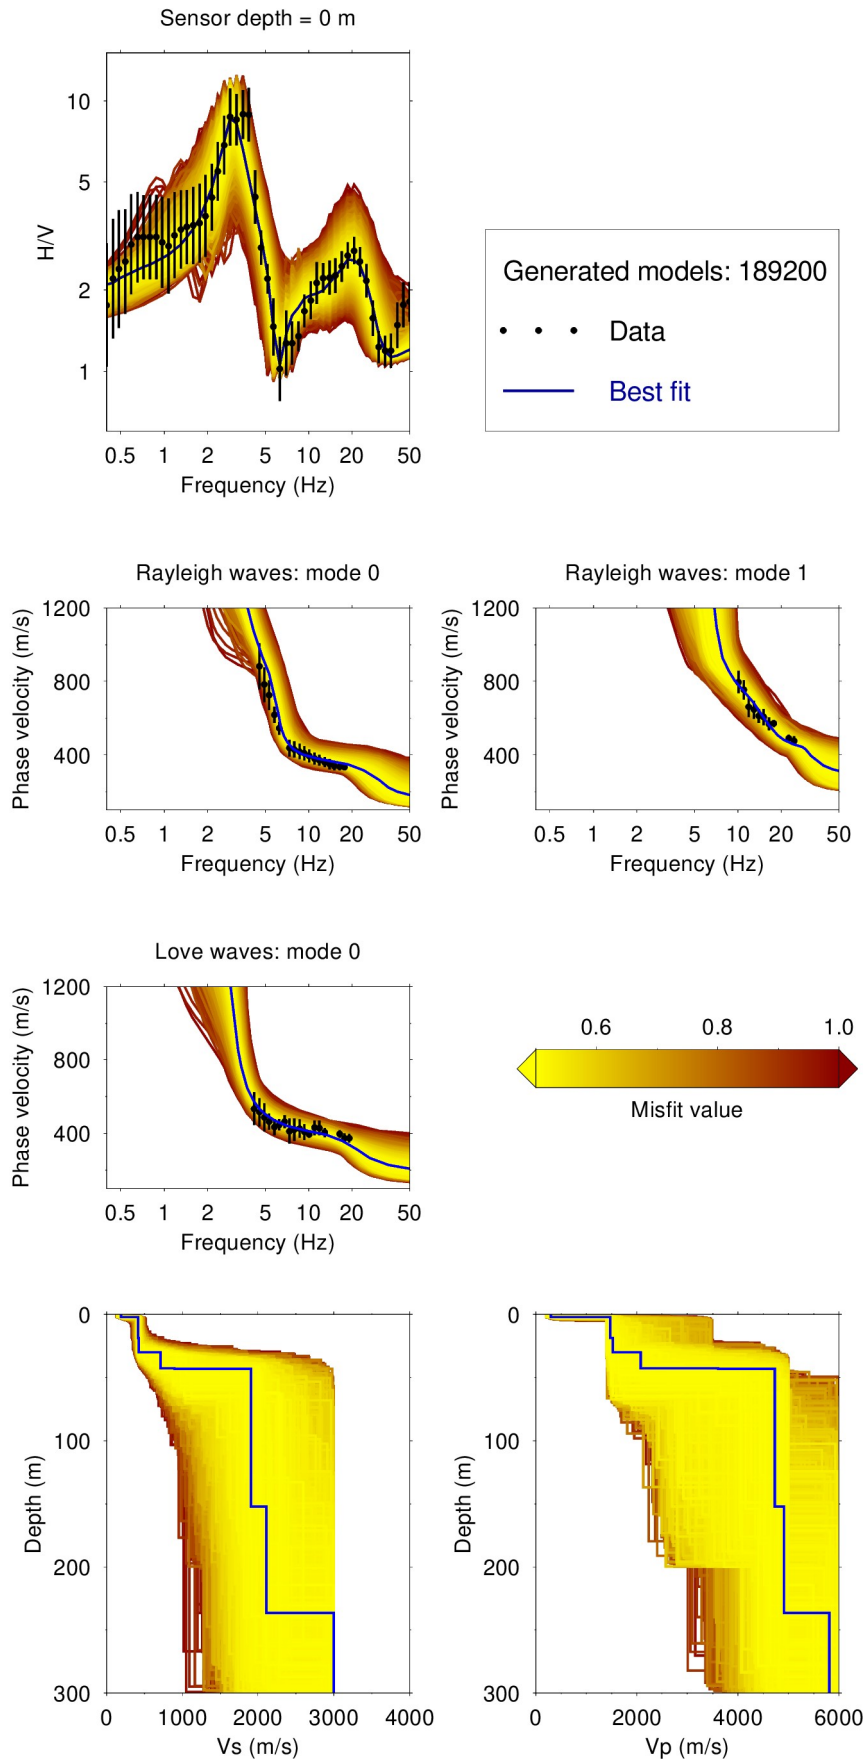 Sensor depth = 0 m
10
5
2
1
H/V
0.5 1 2 5 10 20 50
Frequency (Hz)
Generated models: 189200
Data
Best fit
Rayleigh waves: mode 0
1200
800
400
Phase velocity (m/s)
0.5 1 2 5 10 20 50
Frequency (Hz)
Rayleigh waves: mode 1
1200
800
400
Phase velocity (m/s)
0.5 1 2 5 10 20 50
Frequency (Hz)
Love waves: mode 0
1200
800
400
Phase velocity (m/s)
0.5 1 2 5 10 20 50
Frequency (Hz)
0.6 0.8 1.0
Misfit value
0
100
200
300
Depth (m)
0 1000 2000 3000 4000
Vs (m/s)
0
100
200
300
Depth (m)
0 2000 4000 6000
Vp (m/s)